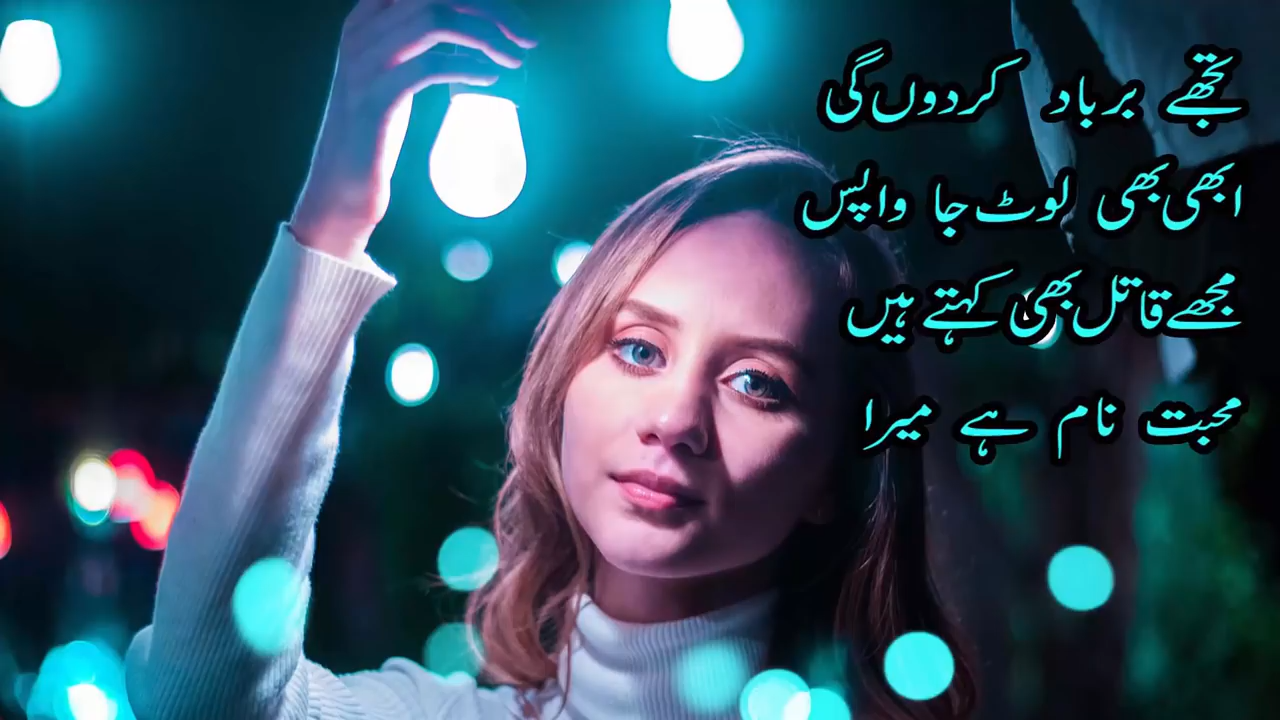 تجھے برباد کردوں گی
ابھی بھی لوٹ جا واپس
مجھے قاتل بھی کہتے ہیں
محبت نام ہے میرا